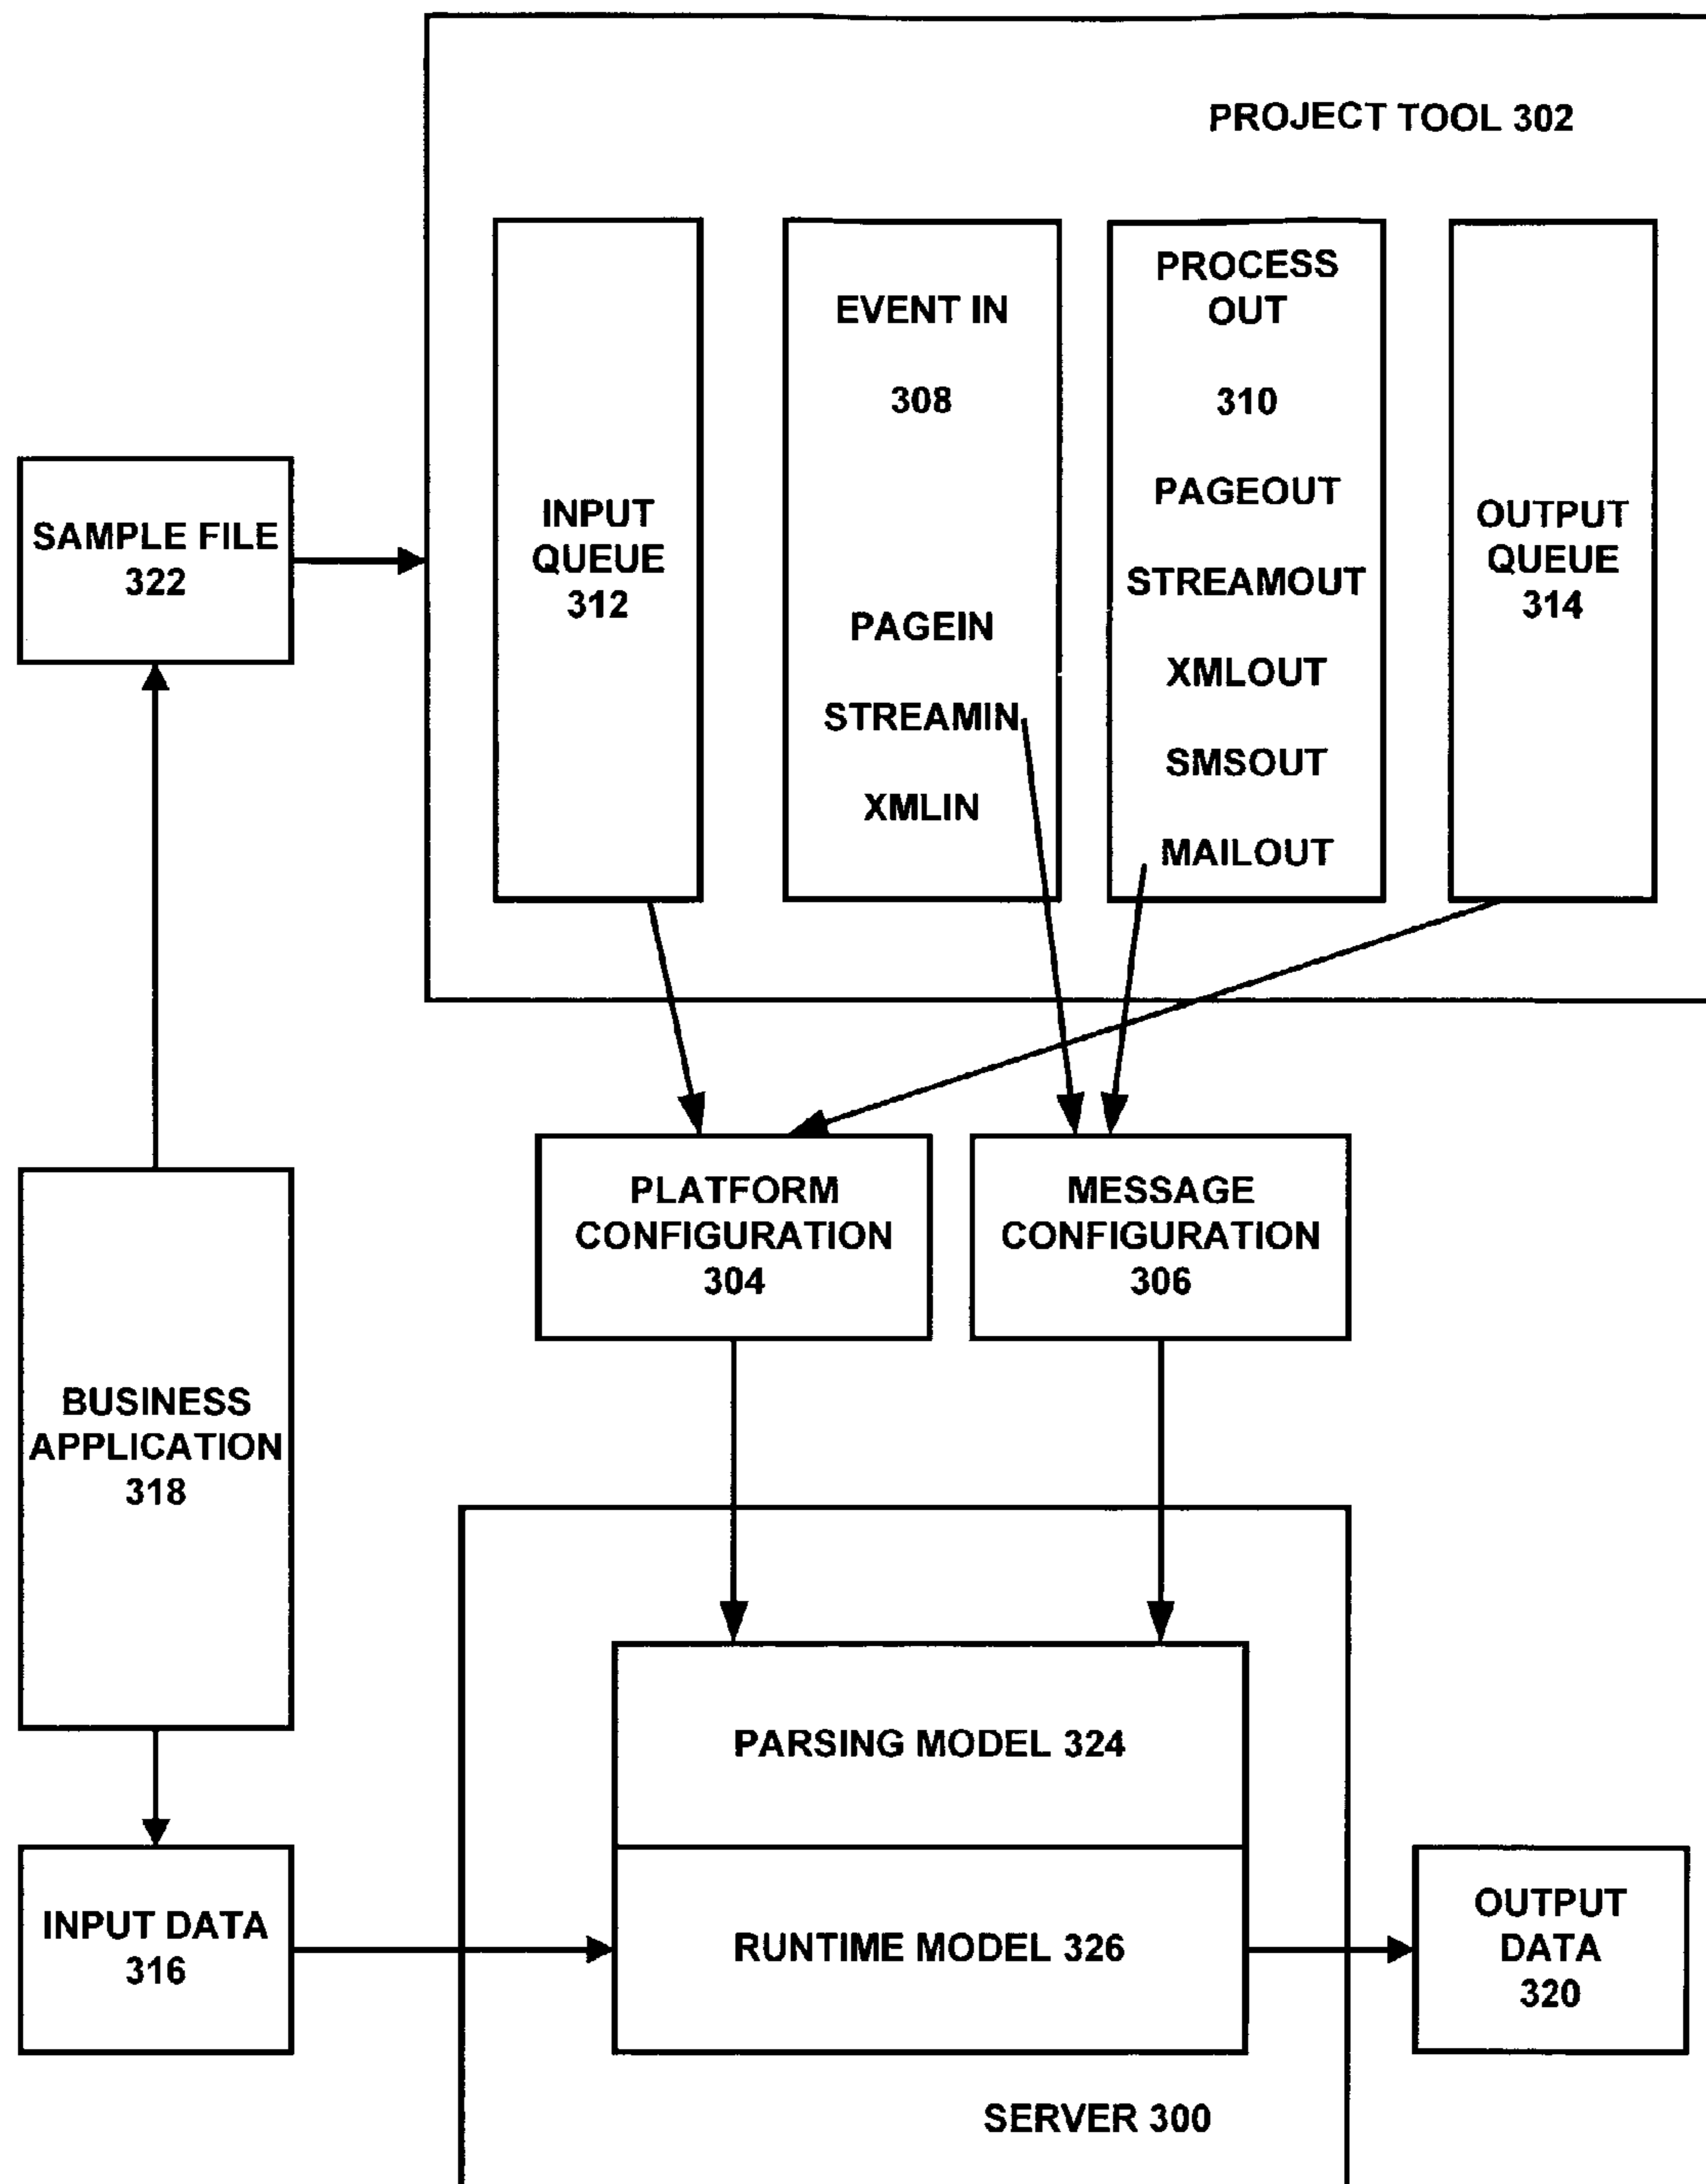 PROJECT TOOL 302
INPUT
QUEUE
312
EVENT IN
308
PAGEIN
STREAMIN
XMLIN
PROCESS
OUT
310
PAGEOUT
STREAMOUT
XMLOUT
SMSOUT
MAILOUT
OUTPUT
QUEUE
314
SAMPLE FILE
322
PLATFORM
CONFIGURATION
304
MESSAGE
CONFIGURATION
306
BUSINESS
APPLICATION
318
PARSING MODEL 324
INPUT DATA
316
RUNTIME MODEL 326
OUTPUT
DATA
320
SERVER 300